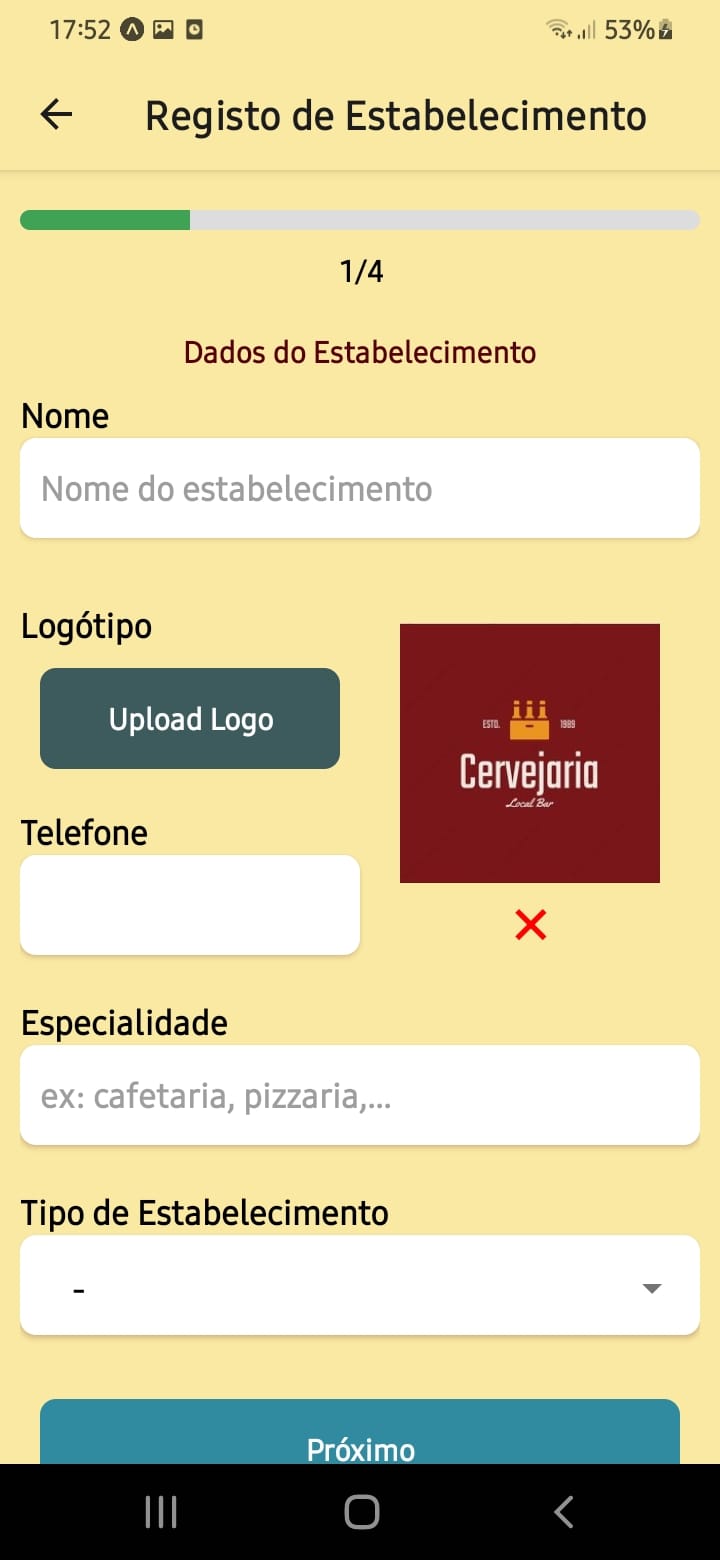 17:52 53%
Registo de Estabelecimento
1/4
Dados do Estabelecimento
Nome
Nome do estabelecimento
Logótipo
Upload Logo
ESTD. 1989
Cervejaria
Local Bar
Telefone
Especialidade
ex: cafetaria, pizzaria,...
Tipo de Estabelecimento
-
Próximo